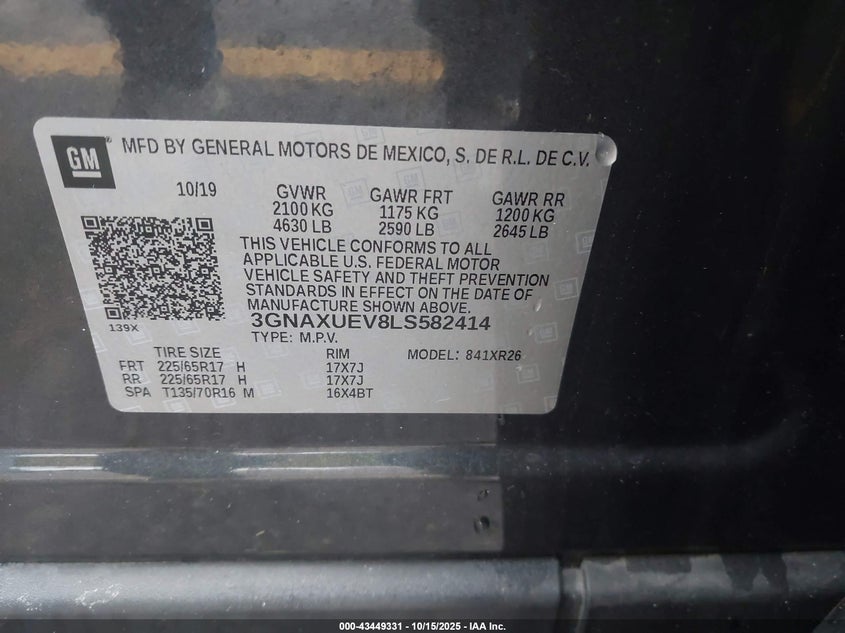 GM
MFD BY GENERAL MOTORS DE MEXICO, S. DE R.L. DE C.V.
10/19 GVWR GAWR FRT GAWR RR
2100 KG 1175 KG 1200 KG
4630 LB 2590 LB 2645 LB
THIS VEHICLE CONFORMS TO ALL
APPLICABLE U.S. FEDERAL MOTOR
VEHICLE SAFETY AND THEFT PREVENTION
STANDARDS IN EFFECT ON THE DATE OF
MANUFACTURE SHOWN ABOVE.
139X 3GNAXUEV8LS582414
TYPE: M.P.V.
TIRE SIZE RIM MODEL: 841XR26
FRT 225/65R17 H 17X7J
RR 225/65R17 H 17X7J
SPA T135/70R16 M 16X4BT
000-43449331 - 10/15/2025 - IAA Inc.